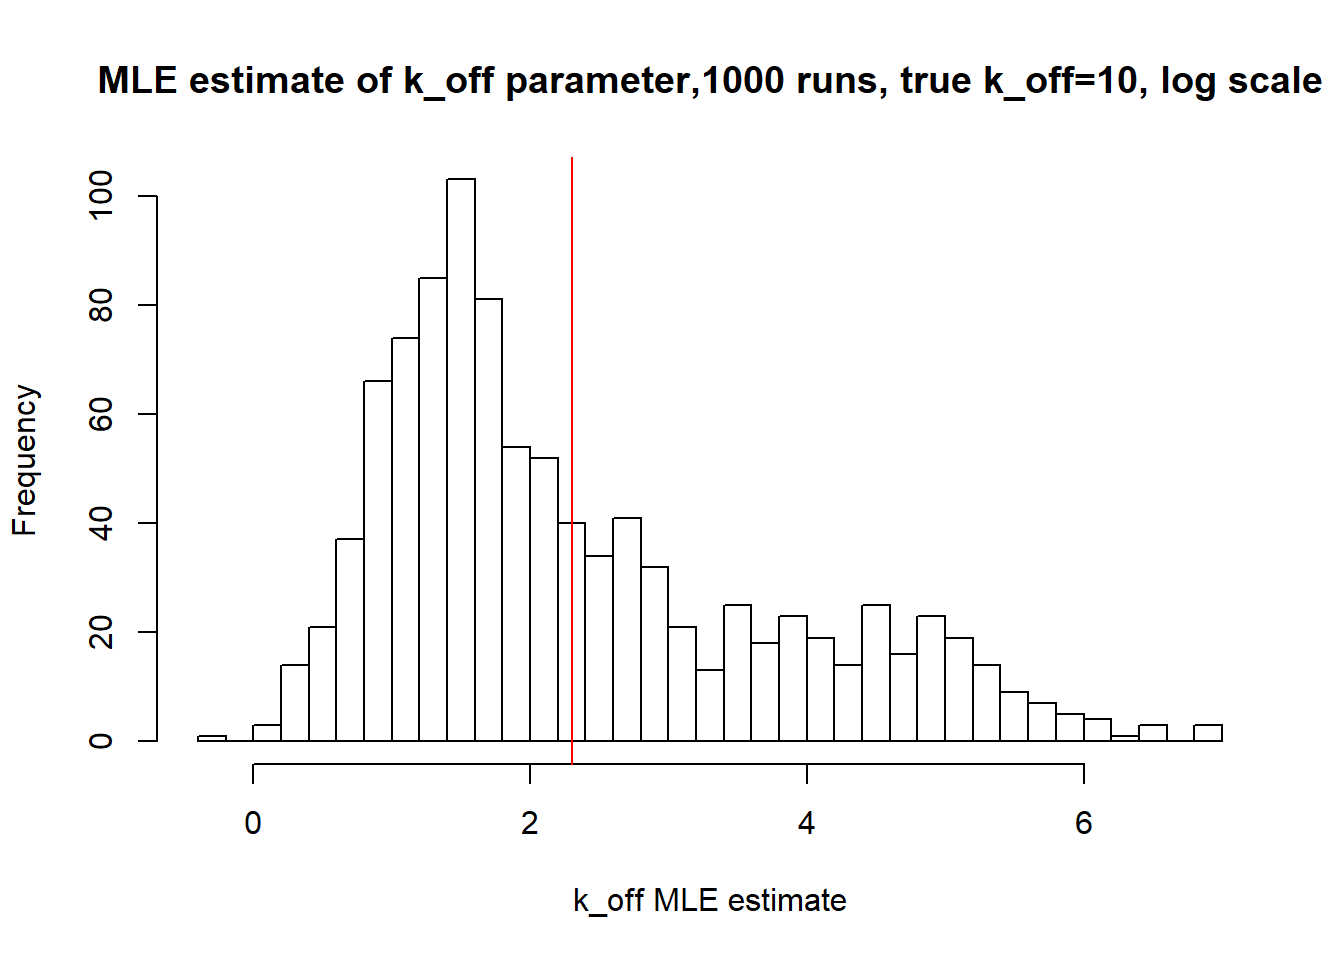 MLE estimate of k_off parameter,1000 runs, true k_off=10, log scale
100
80
60
40
20
0
Frequency
0 2 4 6
k_off MLE estimate